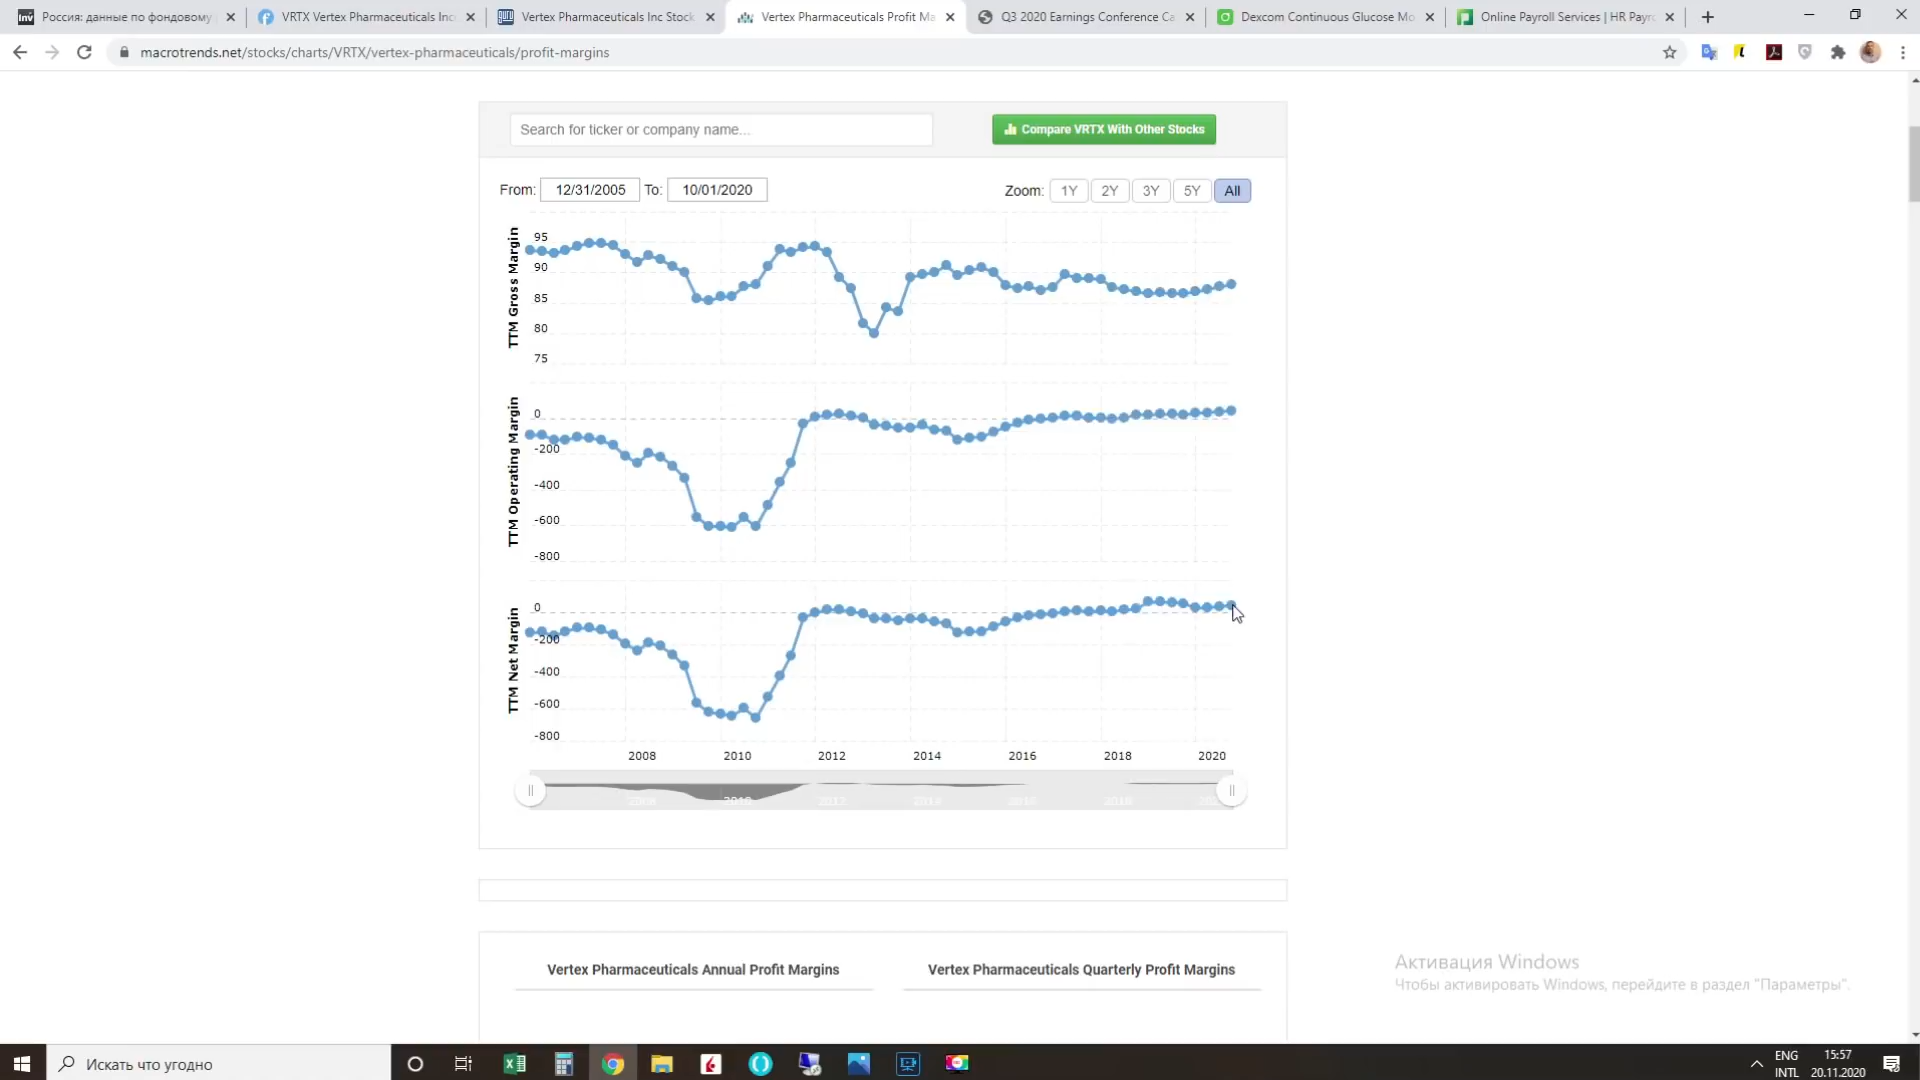 Россия: данные по фондовому
VRTX Vertex Pharmaceuticals Inc
Vertex Pharmaceuticals Inc Stock
Vertex Pharmaceuticals Profit Ma
Q3 2020 Earnings Conference Ca
Dexcom Continuous Glucose Mo
Online Payroll Services | HR Payro
macrotrends.net/stocks/charts/VRTX/vertex-pharmaceuticals/profit-margins
Search for ticker or company name...
Compare VRTX With Other Stocks
From: 12/31/2005 To: 10/01/2020
Zoom: 1Y 2Y 3Y 5Y All
TTM Gross Margin
95
90
85
80
75
TTM Operating Margin
0
-200
-400
-600
-800
TTM Net Margin
0
-200
-400
-600
-800
2008 2010 2012 2014 2016 2018 2020
Vertex Pharmaceuticals Annual Profit Margins
Vertex Pharmaceuticals Quarterly Profit Margins
Активация Windows
Чтобы активировать Windows, перейдите в раздел "Параметры".
Искать что угодно
ENG
INTL
15:57
20.11.2020